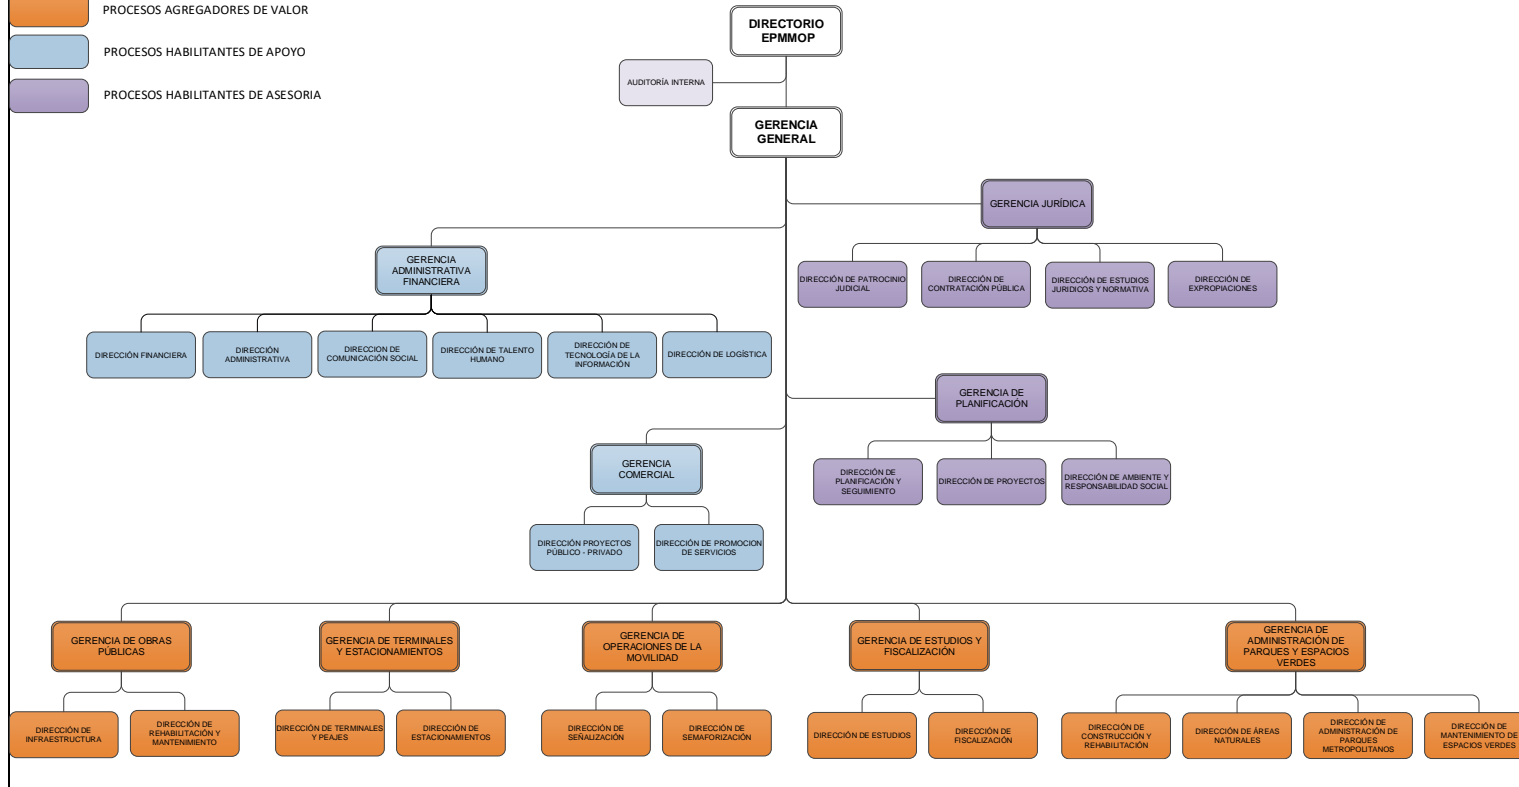 PROCESOS AGREGADORES DE VALOR
PROCESOS HABILITANTES DE APOYO
PROCESOS HABILITANTES DE ASESORIA
DIRECTORIO
EPMMOP
AUDITORÍA INTERNA
GERENCIA
GENERAL
GERENCIA JURÍDICA
DIRECCIÓN DE PATROCINIO
JUDICIAL
DIRECCIÓN DE
CONTRATACIÓN PÚBLICA
DIRECCIÓN DE ESTUDIOS
JURIDICOS Y NORMATIVA
DIRECCIÓN DE
EXPROPIACIONES
GERENCIA
ADMINISTRATIVA
FINANCIERA
DIRECCIÓN FINANCIERA
DIRECCIÓN
ADMINISTRATIVA
DIRECCION DE
COMUNICACIÓN SOCIAL
DIRECCIÓN DE TALENTO
HUMANO
DIRECCIÓN DE
TECNOLOGÍA DE LA
INFORMACIÓN
DIRECCIÓN DE LOGÍSTICA
GERENCIA DE
PLANIFICACIÓN
DIRECCIÓN DE
PLANIFICACIÓN Y
SEGUIMIENTO
DIRECCIÓN DE PROYECTOS
DIRECCIÓN DE AMBIENTE Y
RESPONSABILIDAD SOCIAL
GERENCIA
COMERCIAL
DIRECCIÓN PROYECTOS
PÚBLICO - PRIVADO
DIRECCIÓN DE PROMOCION
DE SERVICIOS
GERENCIA DE OBRAS
PÚBLICAS
GERENCIA DE TERMINALES
Y ESTACIONAMIENTOS
GERENCIA DE
OPERACIONES DE LA
MOVILIDAD
GERENCIA DE ESTUDIOS Y
FISCALIZACIÓN
GERENCIA DE
ADMINISTRACIÓN DE
PARQUES Y ESPACIOS
VERDES
DIRECCIÓN DE
INFRAESTRUCTURA
DIRECCIÓN DE
REHABILITACIÓN Y
MANTENIMIENTO
DIRECCIÓN DE TERMINALES
Y PEAJES
DIRECCIÓN DE
ESTACIONAMIENTOS
DIRECCIÓN DE
SEÑALIZACIÓN
DIRECCIÓN DE
SEMAFORIZACIÓN
DIRECCIÓN DE ESTUDIOS
DIRECCIÓN DE
FISCALIZACIÓN
DIRECCIÓN DE
CONSTRUCCIÓN Y
REHABILITACIÓN
DIRECCIÓN DE ÁREAS
NATURALES
DIRECCIÓN DE
ADMINISTRACIÓN DE
PARQUES
METROPOLITANOS
DIRECCIÓN DE
MANTENIMIENTO DE
ESPACIOS VERDES